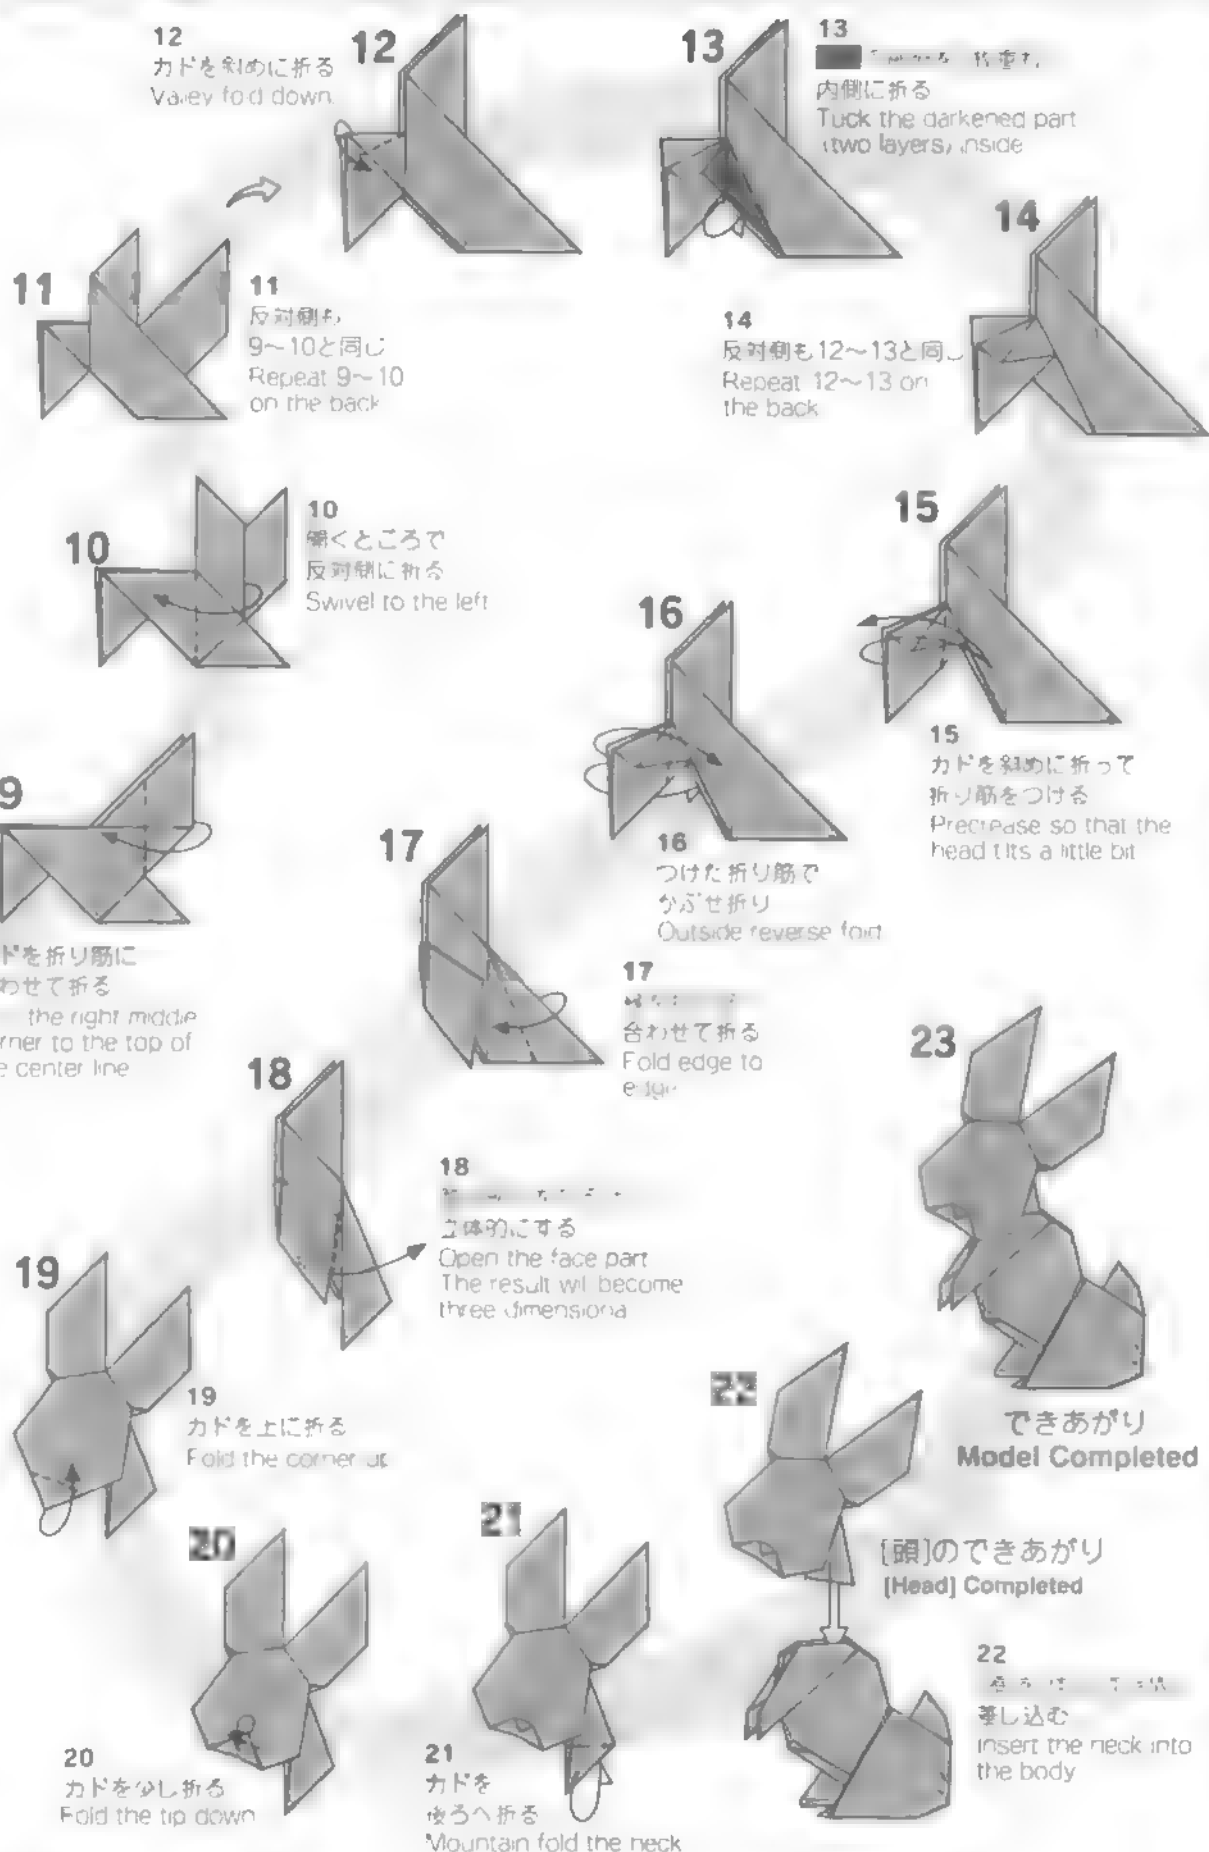 12
カドを斜めに折る
Valley fold down
12
13
13
内側に折る
Tuck the darkened part
(two layers) inside
11
11
反対側も
9〜10と同じ
Repeat 9〜10
on the back
14
14
反対側も12〜13と同じ
Repeat 12〜13 on
the back
10
10
開くところで
反対側に折る
Swivel to the left
15
15
カドを斜めに折って
折り筋をつける
Precrease so that the
head tilts a little bit
16
16
つけた折り筋で
かぶせ折り
Outside reverse fold
9
ドを折り筋に
わせて折る
the right middle
rner to the top of
e center line
17
17
合わせて折る
Fold edge to
edge
18
18
立体的にする
Open the face part
The result will become
three dimensional
19
19
カドを上に折る
Fold the corner up
20
20
カドを少し折る
Fold the tip down
21
21
カドを
後ろへ折る
Mountain fold the neck
22
[頭]のできあがり
[Head] Completed
22
差し込む
Insert the neck into
the body
23
できあがり
Model Completed